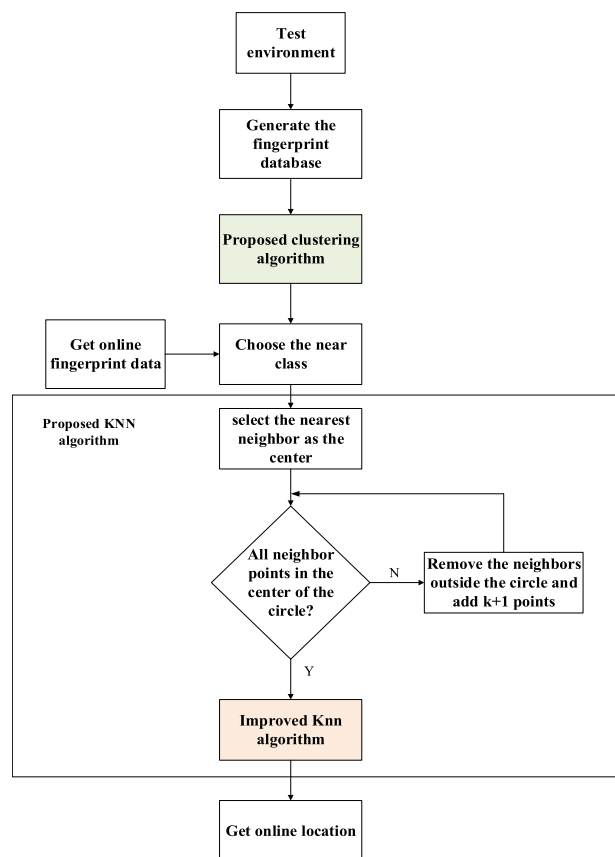 Test
environment
Generate the
fingerprint
database
Proposed clustering
algorithm
Get online
fingerprint data
Choose the near
class
Proposed KNN
algorithm
select the nearest
neighbor as the
center
All neighbor
points in the
center of the
circle?
N
Remove the neighbors
outside the circle and
add k+1 points
Y
Improved Knn
algorithm
Get online location